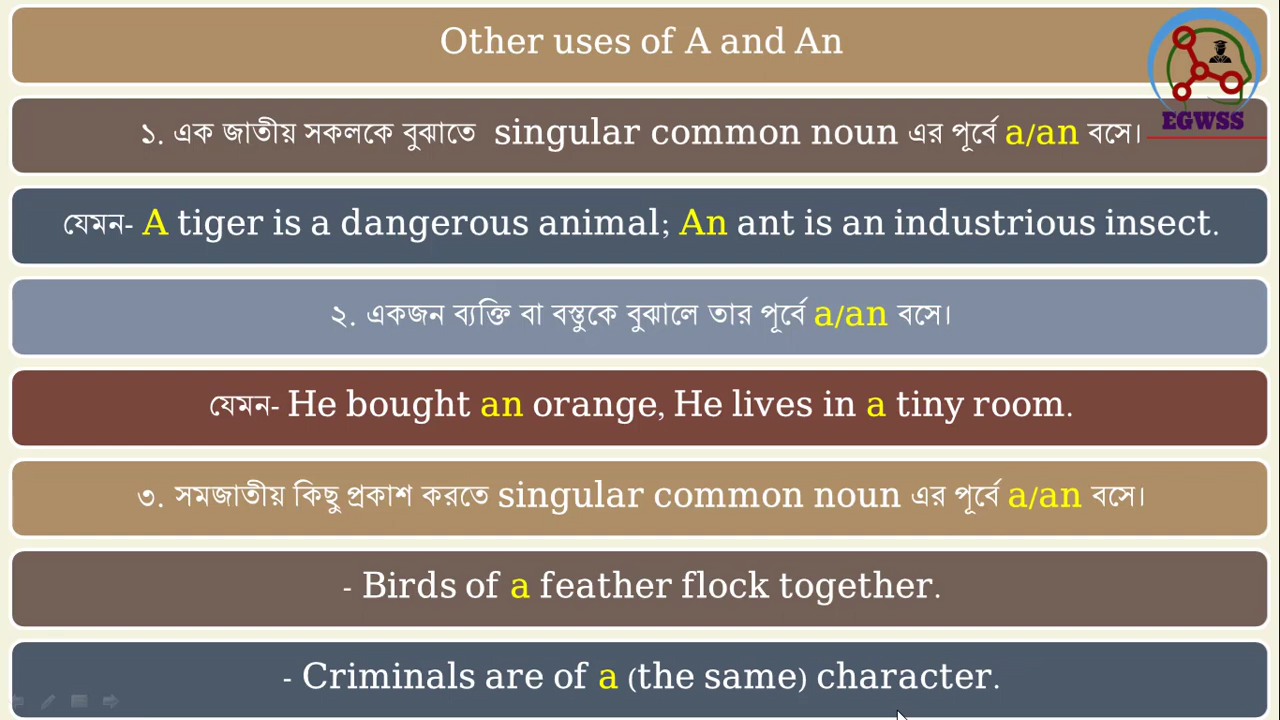 Other uses of A and An
EGWSS
১. এক জাতীয় সকলকে বুঝাতে singular common noun এর পূর্বে a/an বসে।
যেমন- A tiger is a dangerous animal; An ant is an industrious insect.
২. একজন ব্যক্তি বা বস্তুকে বুঝালে তার পূর্বে a/an বসে।
যেমন- He bought an orange, He lives in a tiny room.
৩. সমজাতীয় কিছু প্রকাশ করতে singular common noun এর পূর্বে a/an বসে।
- Birds of a feather flock together.
- Criminals are of a (the same) character.